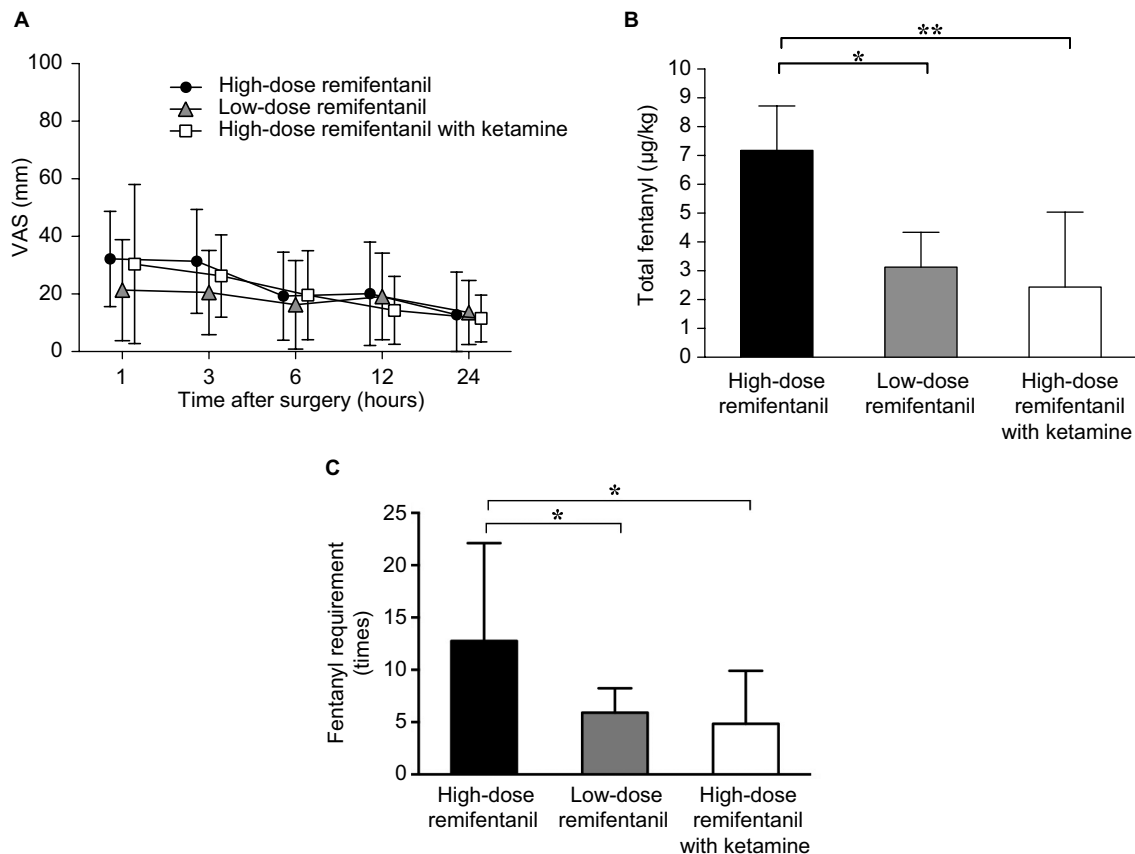 A
100
80
60
40
20
0
VAS (mm)
High-dose remifentanil
Low-dose remifentanil
High-dose remifentanil with ketamine
1 3 6 12 24
Time after surgery (hours)
B
**
*
10
9
8
7
6
5
4
3
2
1
0
Total fentanyl (µg/kg)
High-dose
remifentanil
Low-dose
remifentanil
High-dose
remifentanil
with ketamine
C
*
*
25
20
15
10
5
0
Fentanyl requirement
(times)
High-dose
remifentanil
Low-dose
remifentanil
High-dose
remifentanil
with ketamine